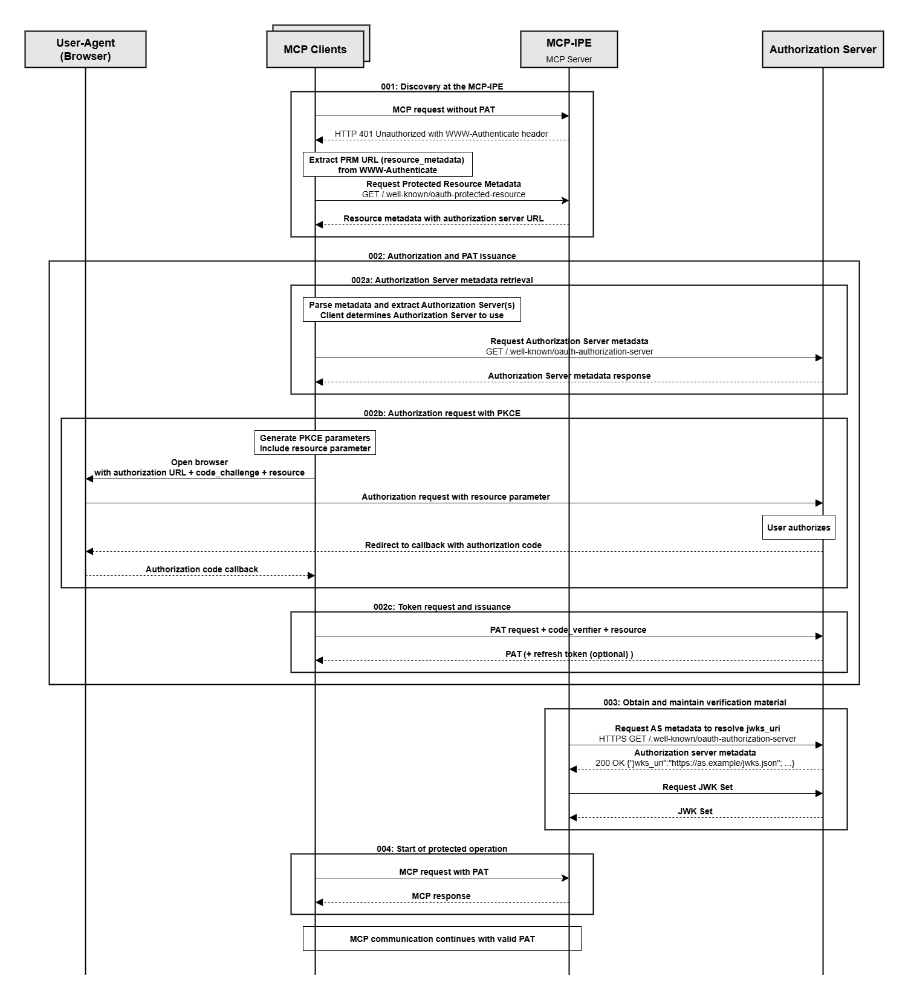 User-Agent
(Browser)
MCP Clients
MCP-IPE
MCP Server
Authorization Server
001: Discovery at the MCP-IPE
MCP request without PAT
HTTP 401 Unauthorized with WWW-Authenticate header
Extract PRM URL (resource_metadata)
from WWW-Authenticate
Request Protected Resource Metadata
GET /.well-known/oauth-protected-resource
Resource metadata with authorization server URL
002: Authorization and PAT issuance
002a: Authorization Server metadata retrieval
Parse metadata and extract Authorization Server(s)
Client determines Authorization Server to use
Request Authorization Server metadata
GET /.well-known/oauth-authorization-server
Authorization Server metadata response
002b: Authorization request with PKCE
Generate PKCE parameters
Include resource parameter
Open browser
with authorization URL + code_challenge + resource
Authorization request with resource parameter
User authorizes
Redirect to callback with authorization code
Authorization code callback
002c: Token request and issuance
PAT request + code_verifier + resource
PAT (+ refresh token (optional) )
003: Obtain and maintain verification material
Request AS metadata to resolve jwks_uri
HTTPS GET /.well-known/oauth-authorization-server
Authorization server metadata
200 OK {"jwks_uri":"https://as.example/jwks.json"; ...}
Request JWK Set
JWK Set
004: Start of protected operation
MCP request with PAT
MCP response
MCP communication continues with valid PAT